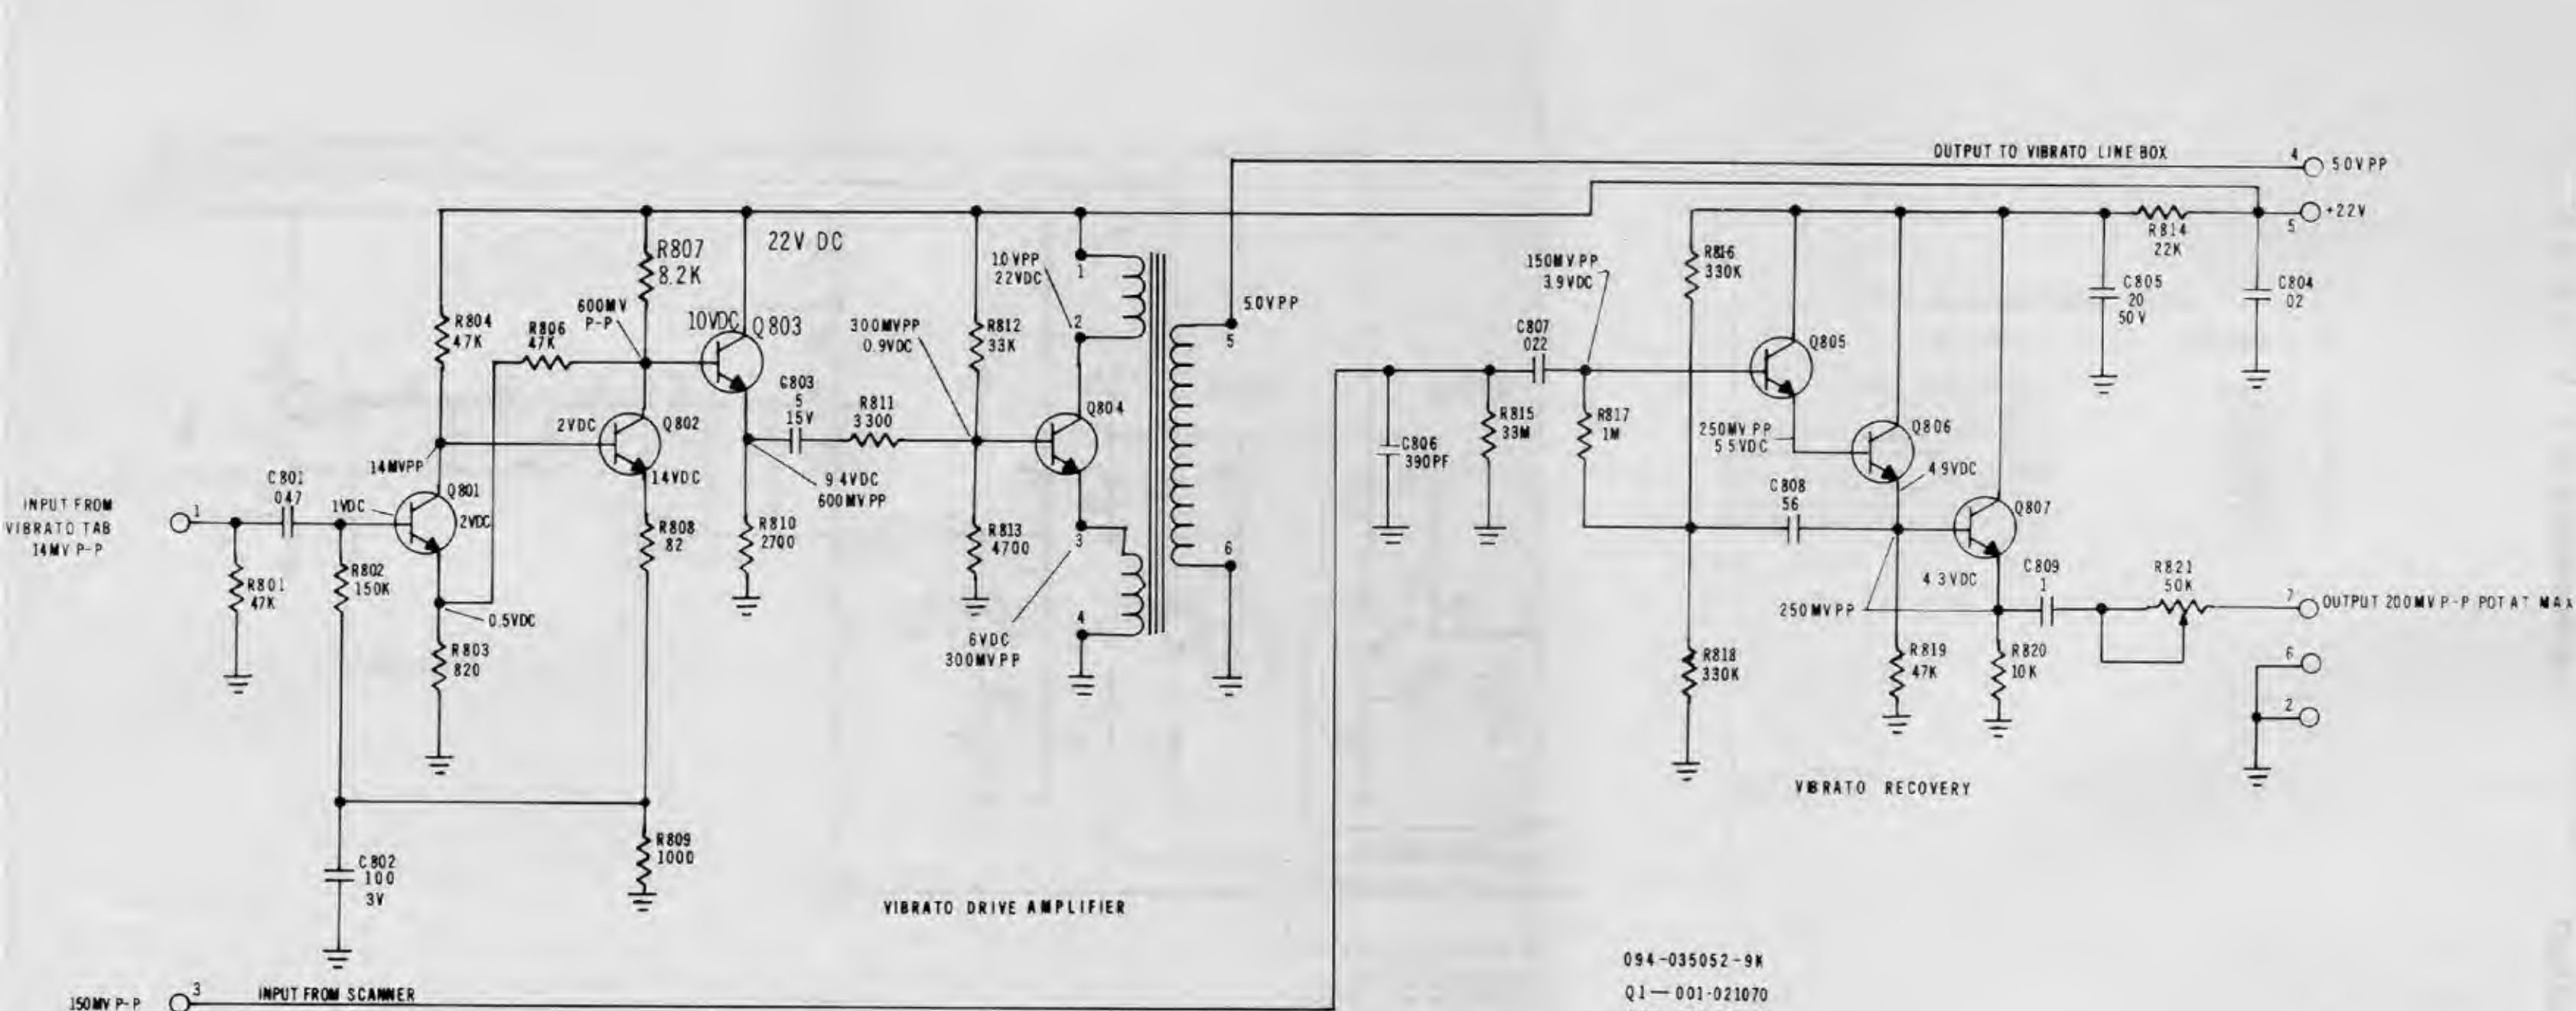 OUTPUT TO VIBRATO LINE BOX
4
5.0V PP
+22V
5
R814
22K
R807
8.2K
22V DC
1.0 VPP
22VDC
1
150MV PP
3.9VDC
R816
330K
C805
20
50 V
C804
02
600MV
P-P
10VDC
Q803
300MVPP
0.9VDC
R812
33K
2
5.0VPP
5
R804
47K
R806
47K
C807
022
Q805
C803
5
15V
R811
3300
Q804
2VDC
Q802
R815
33M
R817
1M
250MV PP
5 5VDC
Q806
C806
390PF
14MVPP
14VDC
9 4VDC
600MV PP
4 9VDC
C801
047
1VDC
Q801
2VDC
C808
56
Q807
INPUT FROM
VIBRATO TAB
14MV P-P
1
R808
82
R810
2700
R813
4700
3
6
R801
47K
R802
150K
4 3VDC
C809
1
R821
50K
7
OUTPUT 200MV P-P POT AT MAX
0.5VDC
250MVPP
R803
820
6VDC
300MVPP
4
R818
330K
R819
47K
R820
10K
6
2
VIBRATO RECOVERY
R809
1000
C802
100
3V
VIBRATO DRIVE AMPLIFIER
094-035052-9K
Q1—001-021070
150MV P-P
3
INPUT FROM SCANNER